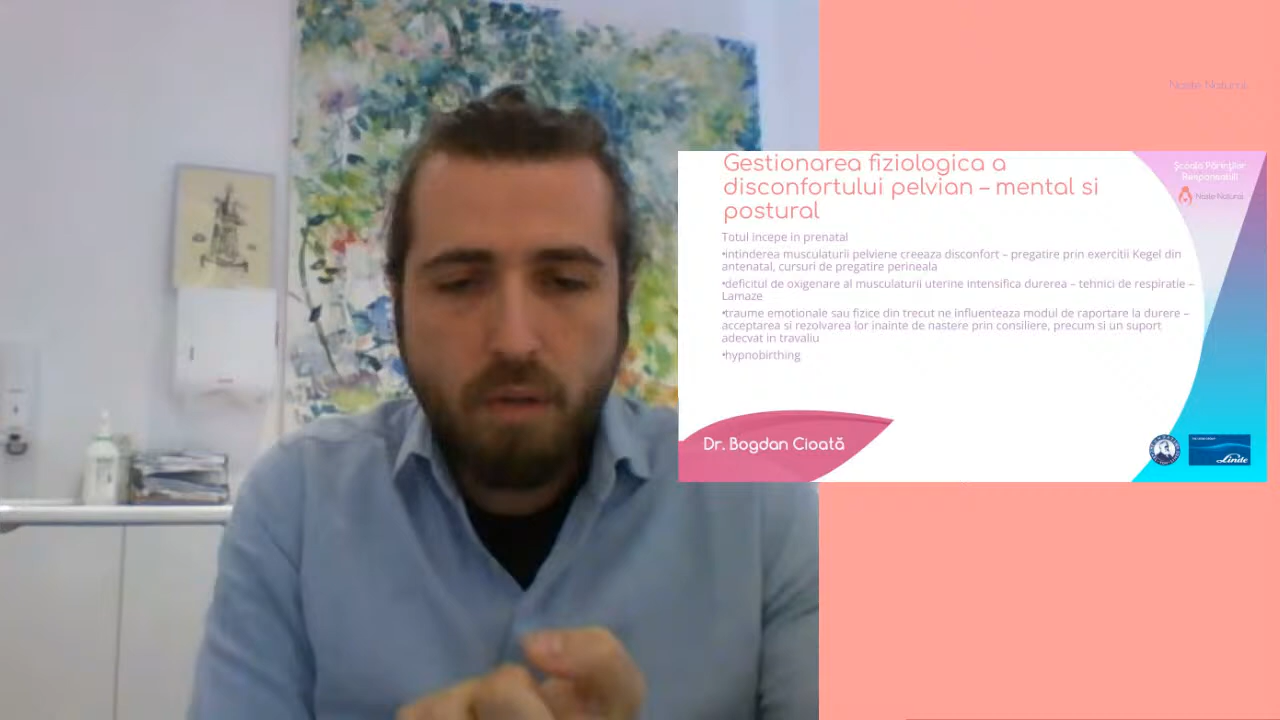 Naste Natural
Gestionarea fiziologica a
disconfortului pelvian – mental si
postural
Școala Părinților
Responsabili
Naste Natural
Totul incepe in prenatal
•intinderea musculaturii pelviene creeaza disconfort – pregatire prin exercitii Kegel din
antenatal, cursuri de pregatire perineala
•deficitul de oxigenare al musculaturii uterine intensifica durerea – tehnici de respiratie –
Lamaze
•traume emotionale sau fizice din trecut ne influenteaza modul de raportare la durere –
acceptarea si rezolvarea lor inainte de nastere prin consiliere, precum si un suport
adecvat in travaliu
•hypnobirthing
Dr. Bogdan Cioată
Linde